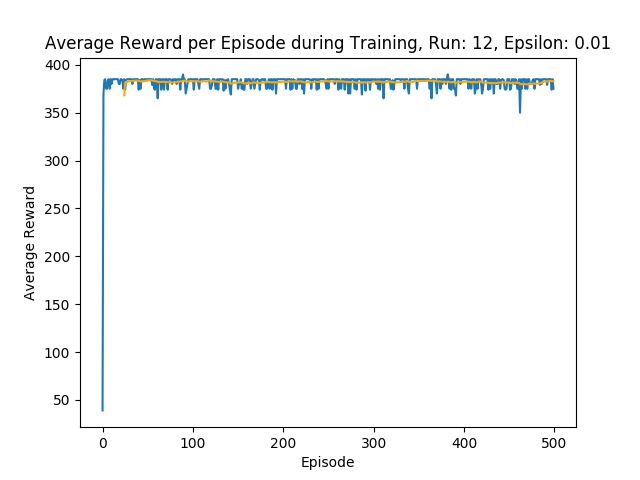 Average Reward per Episode during Training, Run: 12, Epsilon: 0.01
400
350
300
250
200
150
100
50
Average Reward
0 100 200 300 400 500
Episode